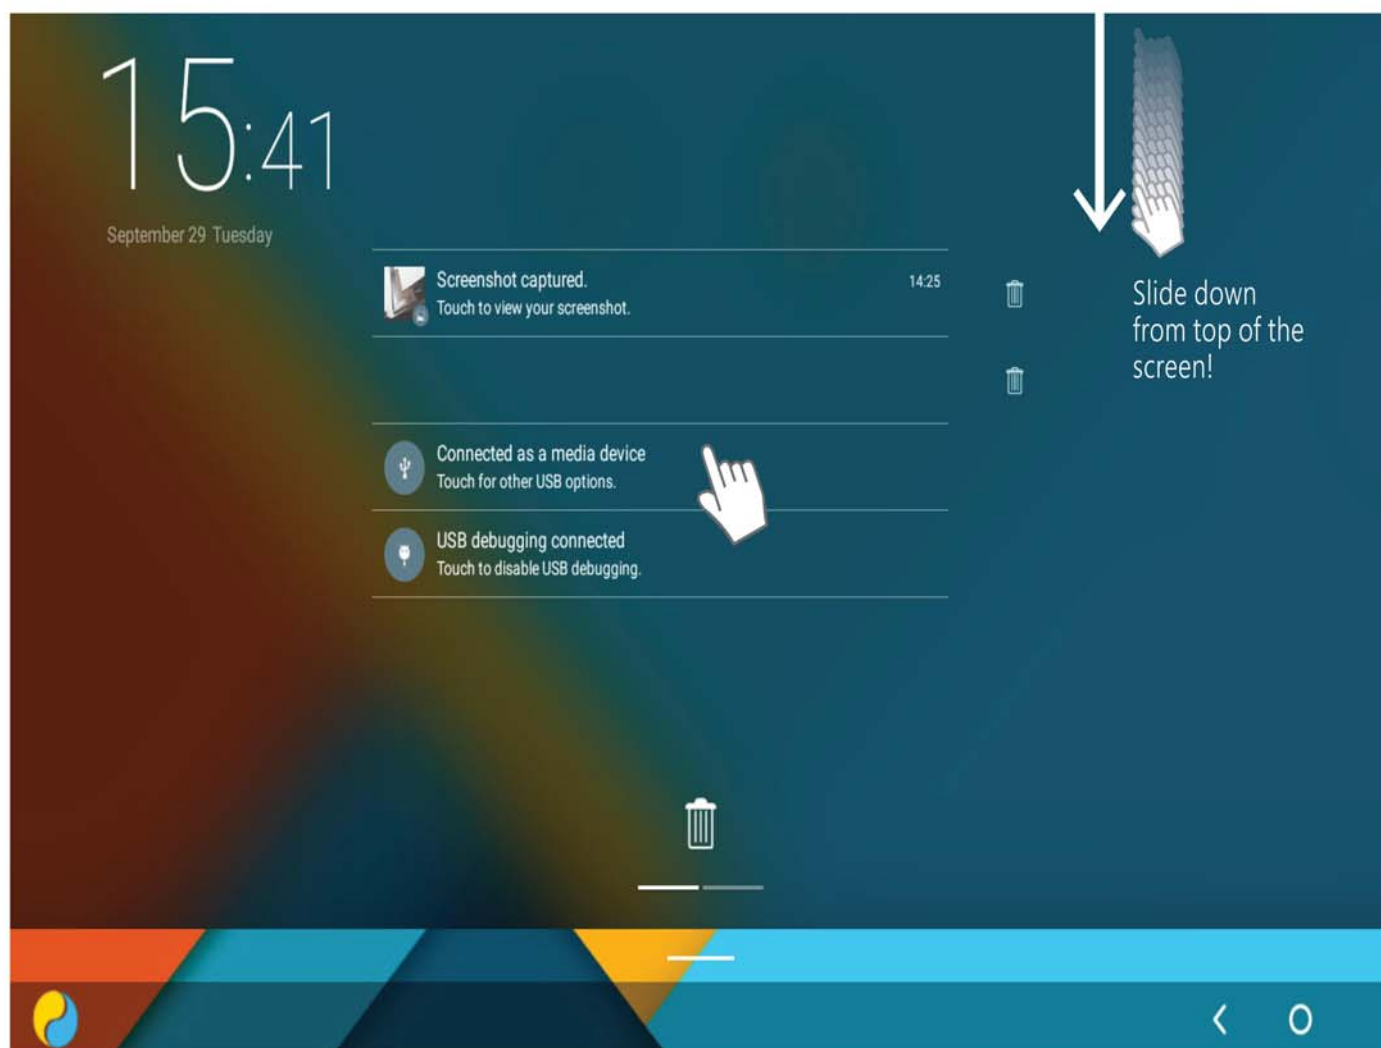 15:41
September 29 Tuesday
Screenshot captured.
14:25
Touch to view your screenshot.
Connected as a media device
Touch for other USB options.
USB debugging connected
Touch to disable USB debugging.
Slide down
from top of the
screen!